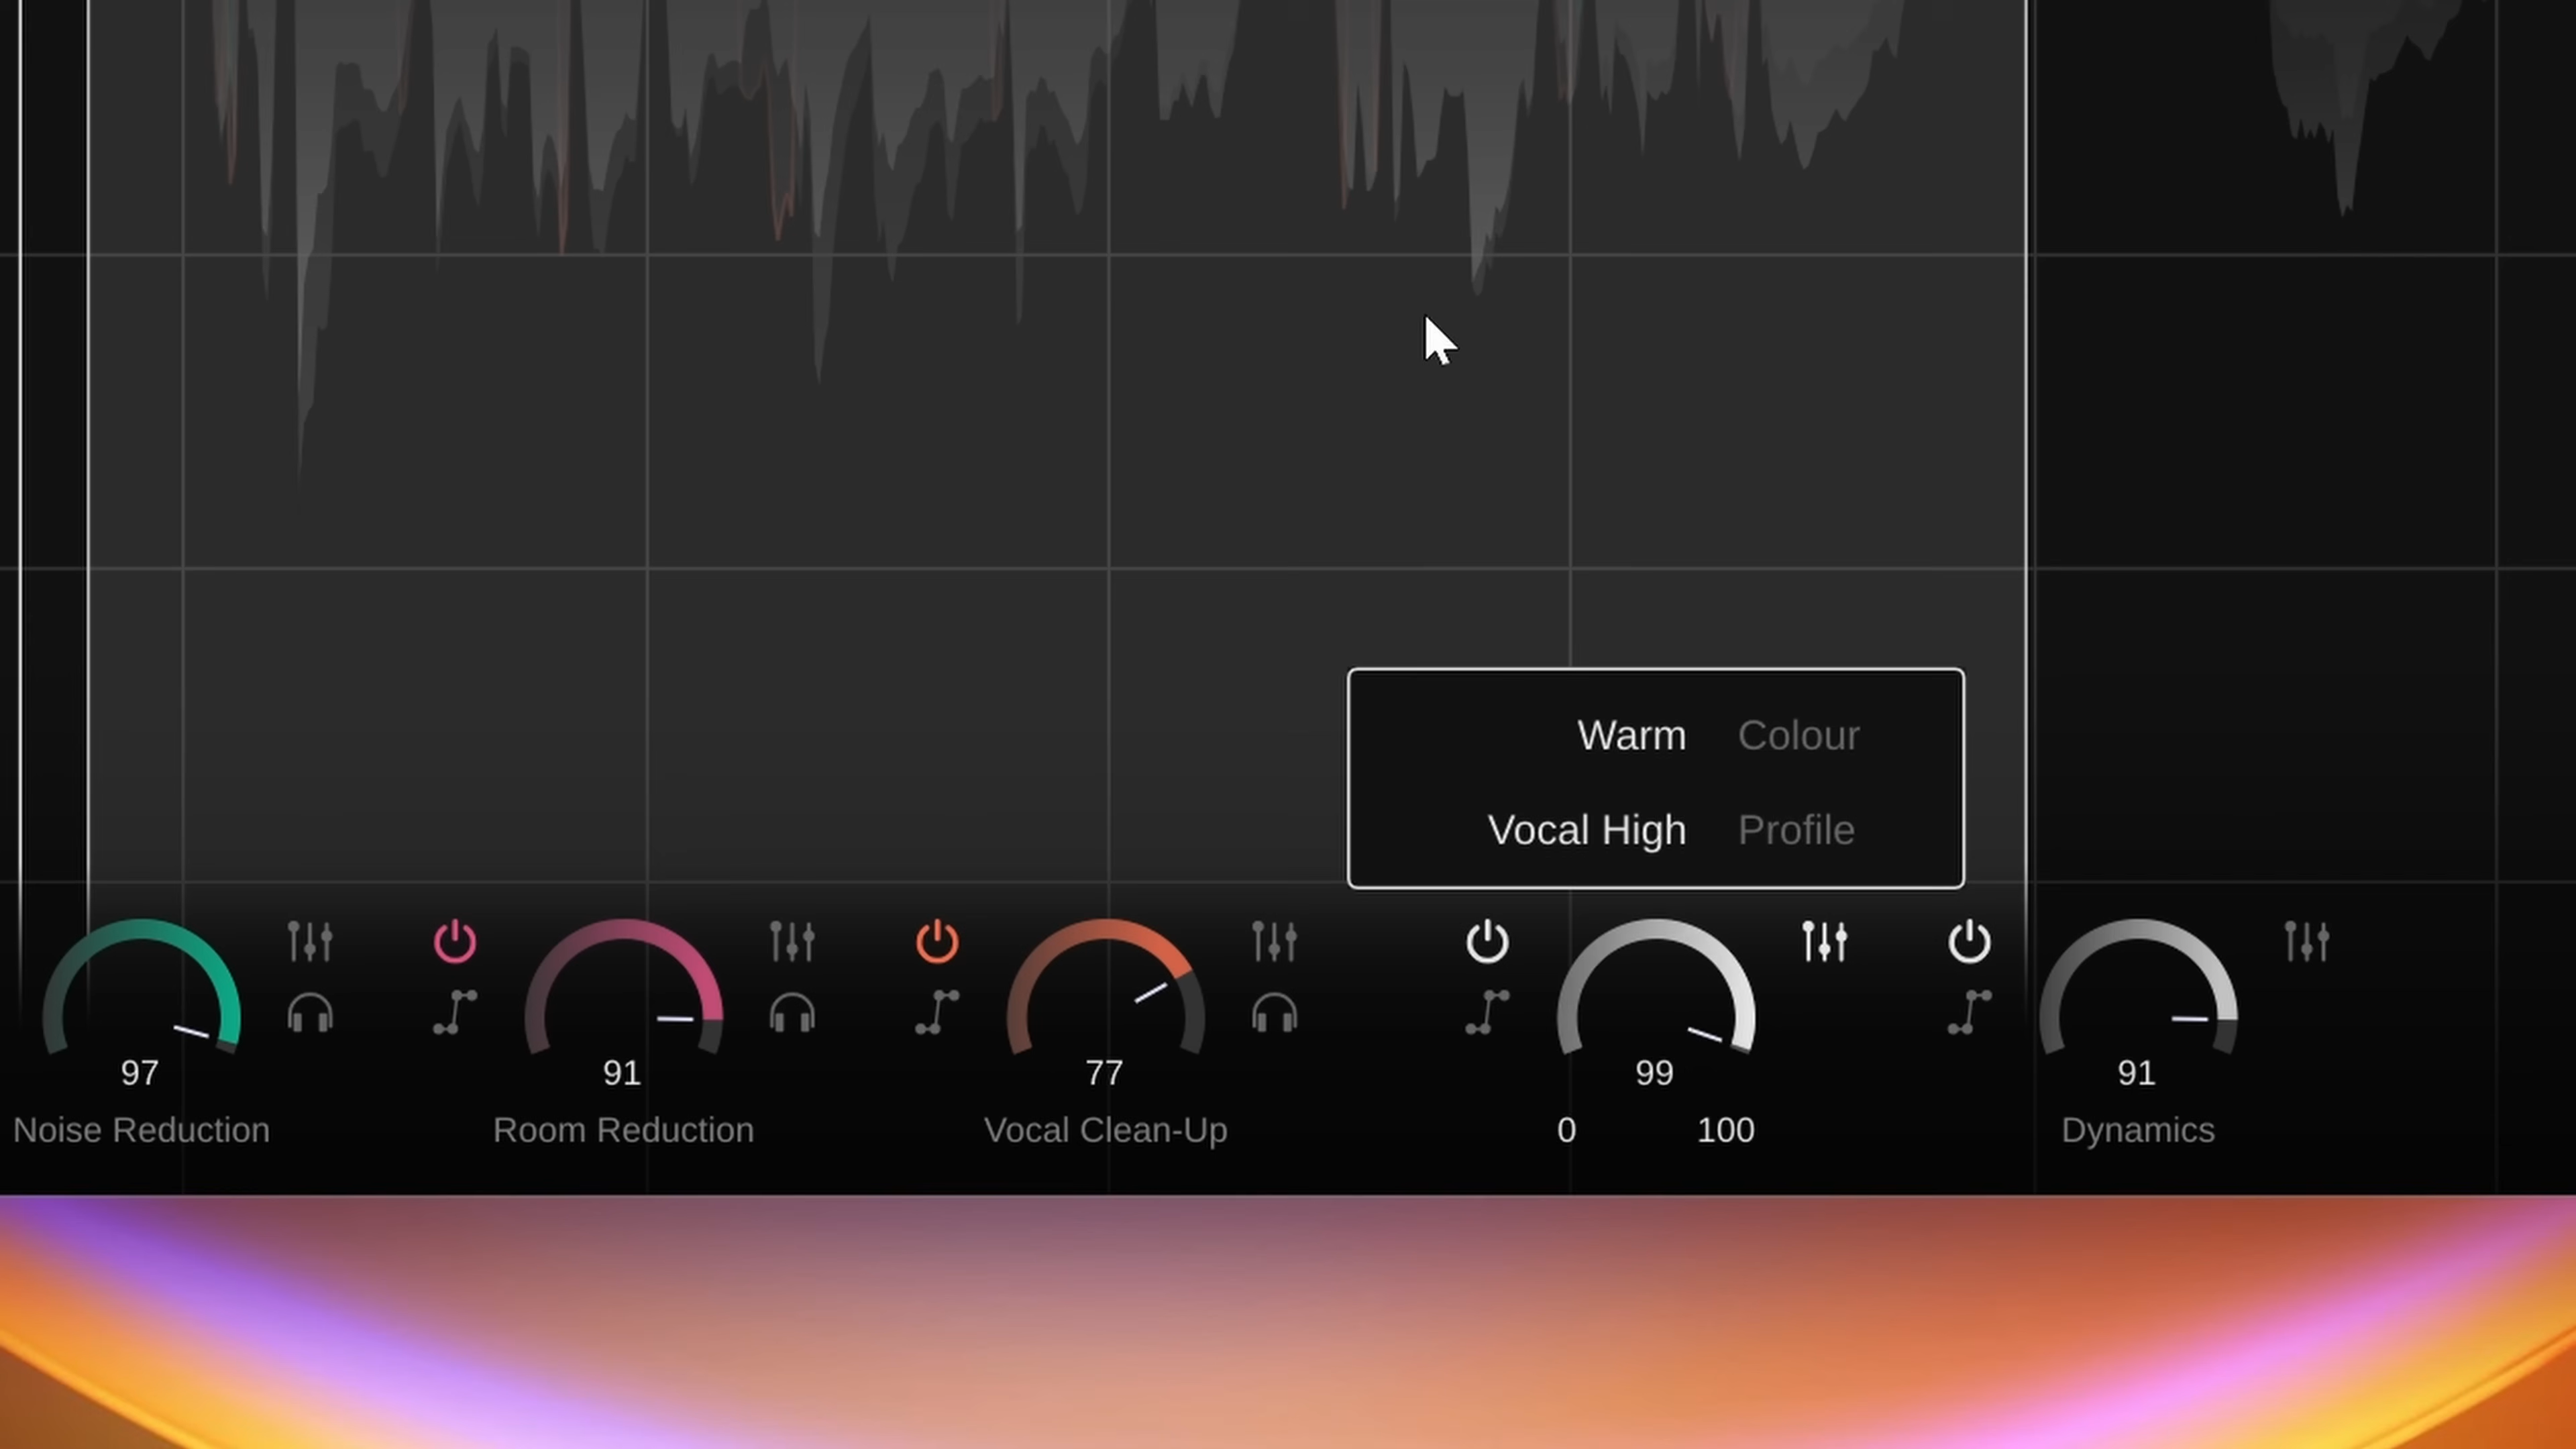 Warm Colour
Vocal High Profile
97 91 77 99 91
Noise Reduction Room Reduction Vocal Clean-Up 0 100 Dynamics